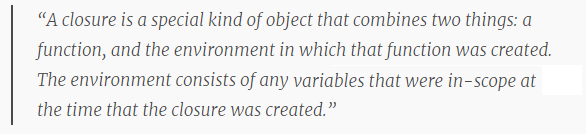 “A closure is a special kind of object that combines two things: a
function, and the environment in which that function was created.
The environment consists of any variables that were in-scope at
the time that the closure was created.”